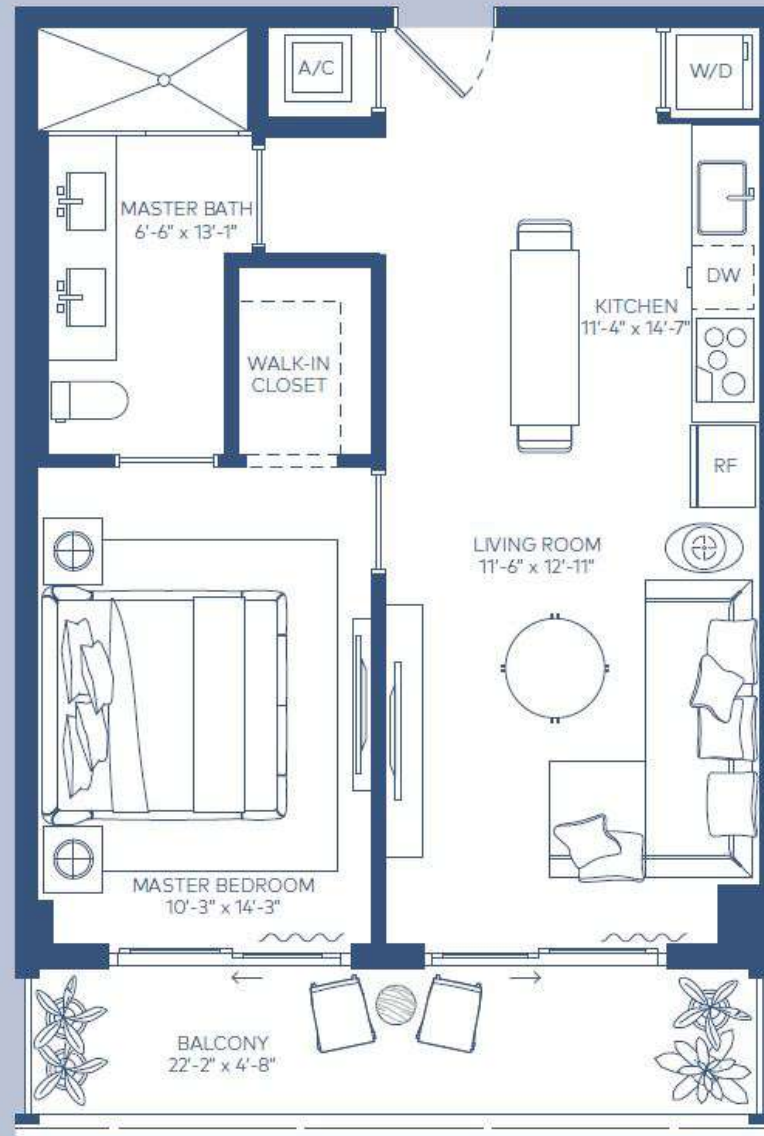 A/C
W/D
MASTER BATH
6'-6" x 13'-1"
DW
KITCHEN
11'-4" x 14'-7"
WALK-IN
CLOSET
RF
LIVING ROOM
11'-6" x 12'-11"
MASTER BEDROOM
10'-3" x 14'-3"
BALCONY
22'-2" x 4'-8"